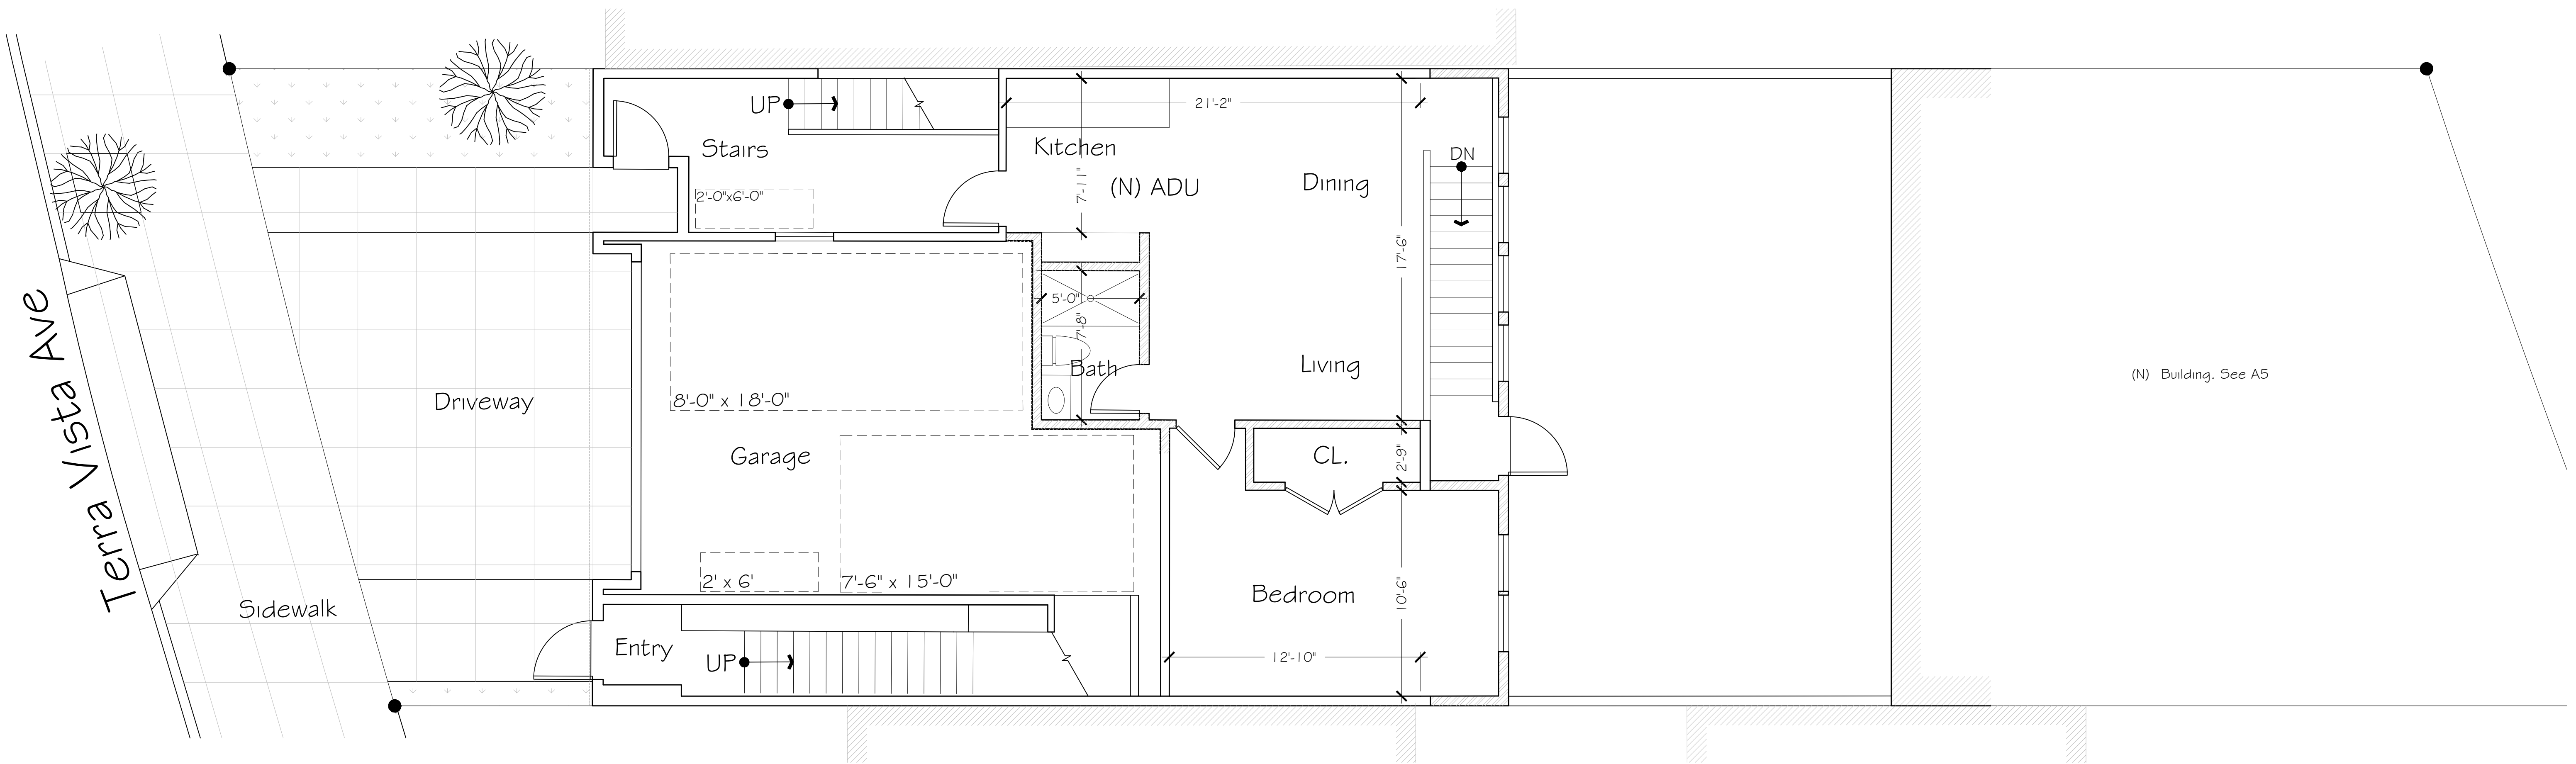 UP
21'-2"
Stairs
Kitchen
DN
2'-0"x6'-0"
7'-11"
(N) ADU
Dining
17'-6"
5'-0"
7'-8"
Bath
Living
Terra Vista Ave
Driveway
8'-0" x 18'-0"
(N) Building. See A5
Garage
CL.
2'-9"
2' x 6'
7'-6" x 15'-0"
Bedroom
10'-6"
Sidewalk
Entry
UP
12'-10"